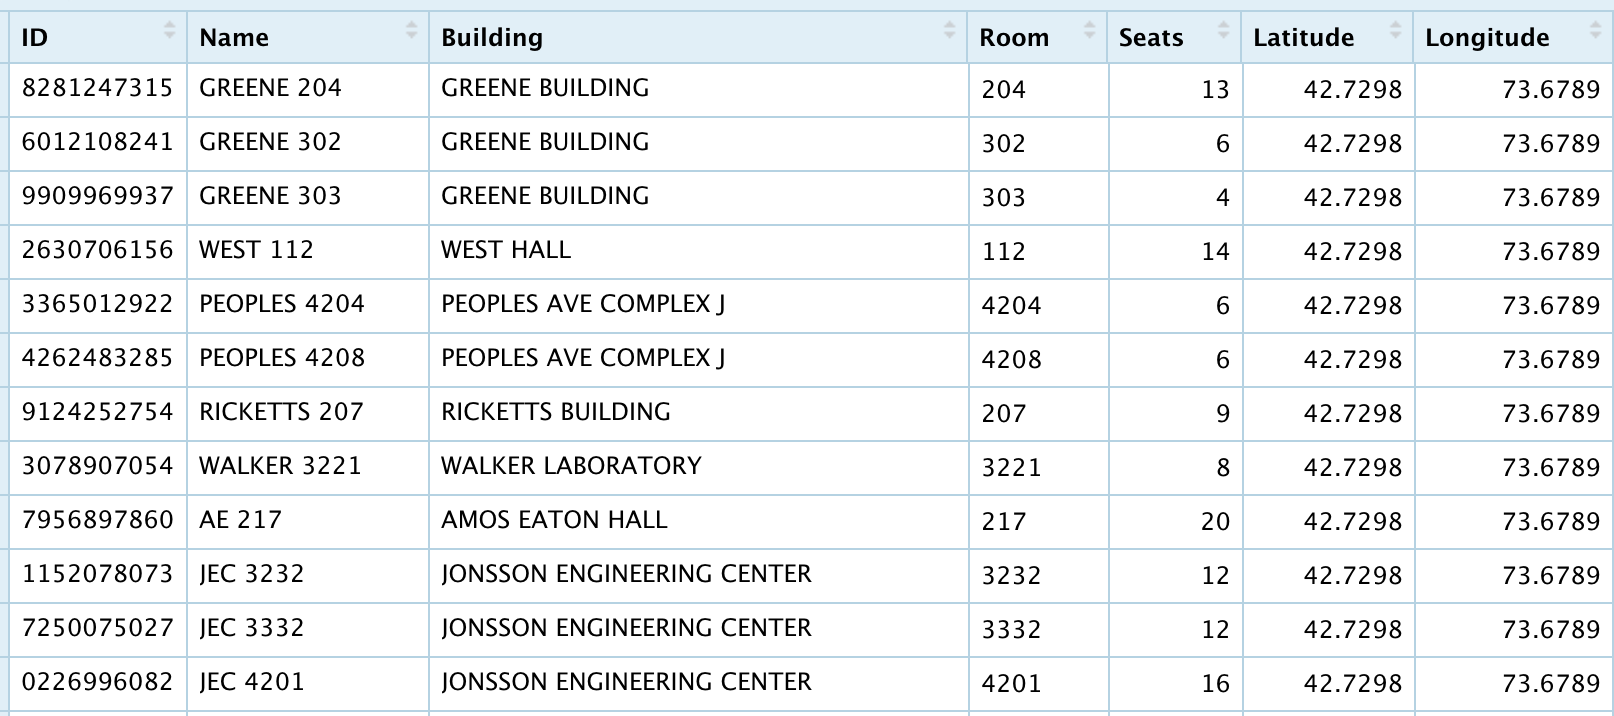 ID Name Building Room Seats Latitude Longitude
8281247315 GREENE 204 GREENE BUILDING 204 13 42.7298 73.6789
6012108241 GREENE 302 GREENE BUILDING 302 6 42.7298 73.6789
9909969937 GREENE 303 GREENE BUILDING 303 4 42.7298 73.6789
2630706156 WEST 112 WEST HALL 112 14 42.7298 73.6789
3365012922 PEOPLES 4204 PEOPLES AVE COMPLEX J 4204 6 42.7298 73.6789
4262483285 PEOPLES 4208 PEOPLES AVE COMPLEX J 4208 6 42.7298 73.6789
9124252754 RICKETTS 207 RICKETTS BUILDING 207 9 42.7298 73.6789
3078907054 WALKER 3221 WALKER LABORATORY 3221 8 42.7298 73.6789
7956897860 AE 217 AMOS EATON HALL 217 20 42.7298 73.6789
1152078073 JEC 3232 JONSSON ENGINEERING CENTER 3232 12 42.7298 73.6789
7250075027 JEC 3332 JONSSON ENGINEERING CENTER 3332 12 42.7298 73.6789
0226996082 JEC 4201 JONSSON ENGINEERING CENTER 4201 16 42.7298 73.6789